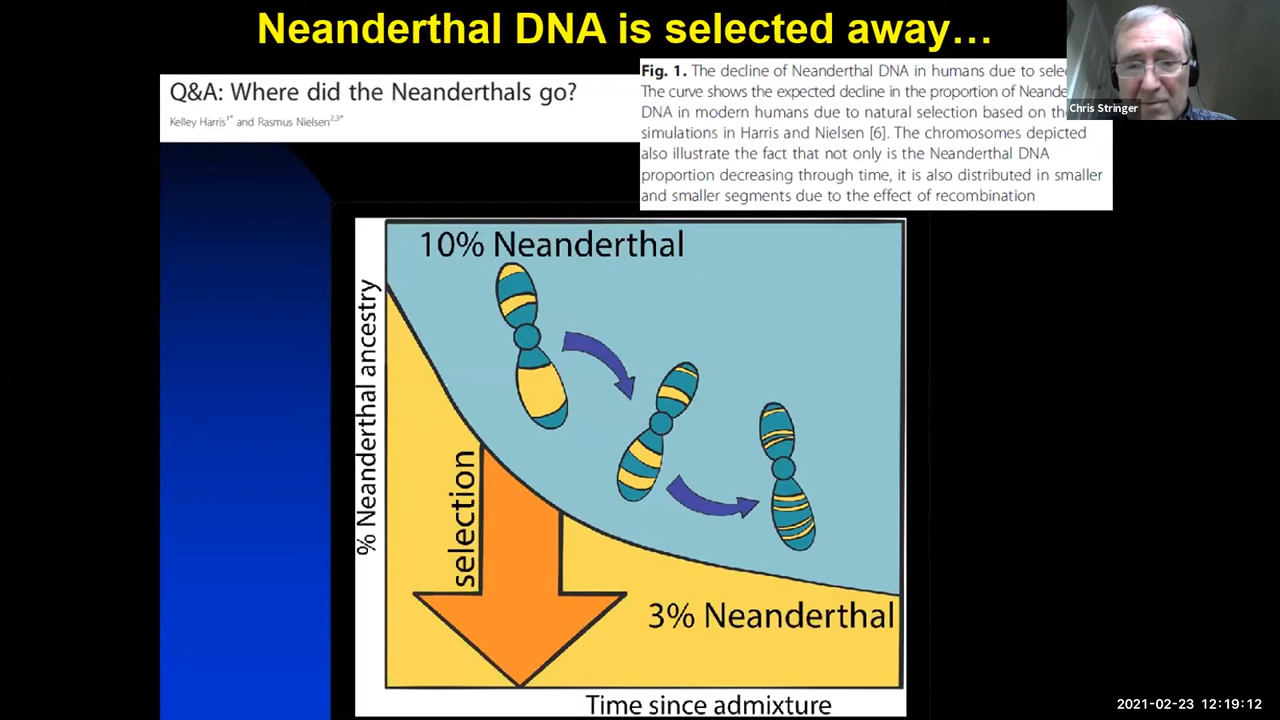 Neanderthal DNA is selected away…
Q&A: Where did the Neanderthals go?
Kelley Harris¹* and Rasmus Nielsen²,³*
Fig. 1. The decline of Neanderthal DNA in humans due to
The curve shows the expected decline in the proportion of
DNA in modern humans due to natural selection based on
simulations in Harris and Nielsen [6]. The chromosomes depicted
also illustrate the fact that not only is the Neanderthal DNA
proportion decreasing through time, it is also distributed in smaller
and smaller segments due to the effect of recombination
Chris Stringer
10% Neanderthal
% Neanderthal ancestry
selection
3% Neanderthal
Time since admixture
2021-02-23 12:19:12